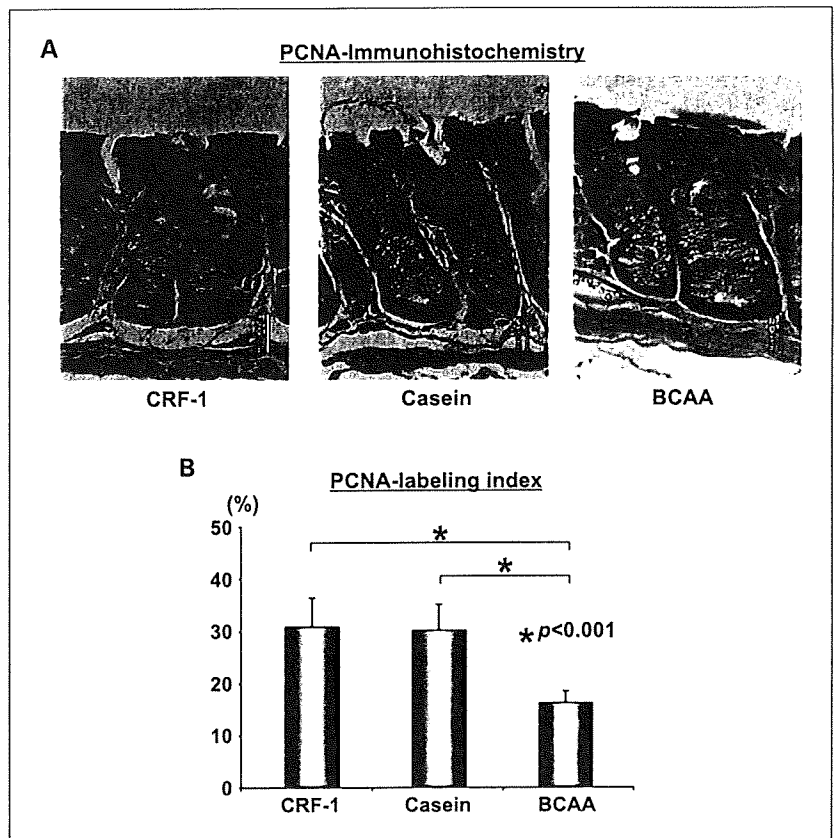 A
PCNA-Immunohistochemistry
CRF-1 Casein BCAA
B
PCNA-labeling index
(%)
50
40
30
20
10
0
*
*
* p<0.001
CRF-1 Casein BCAA